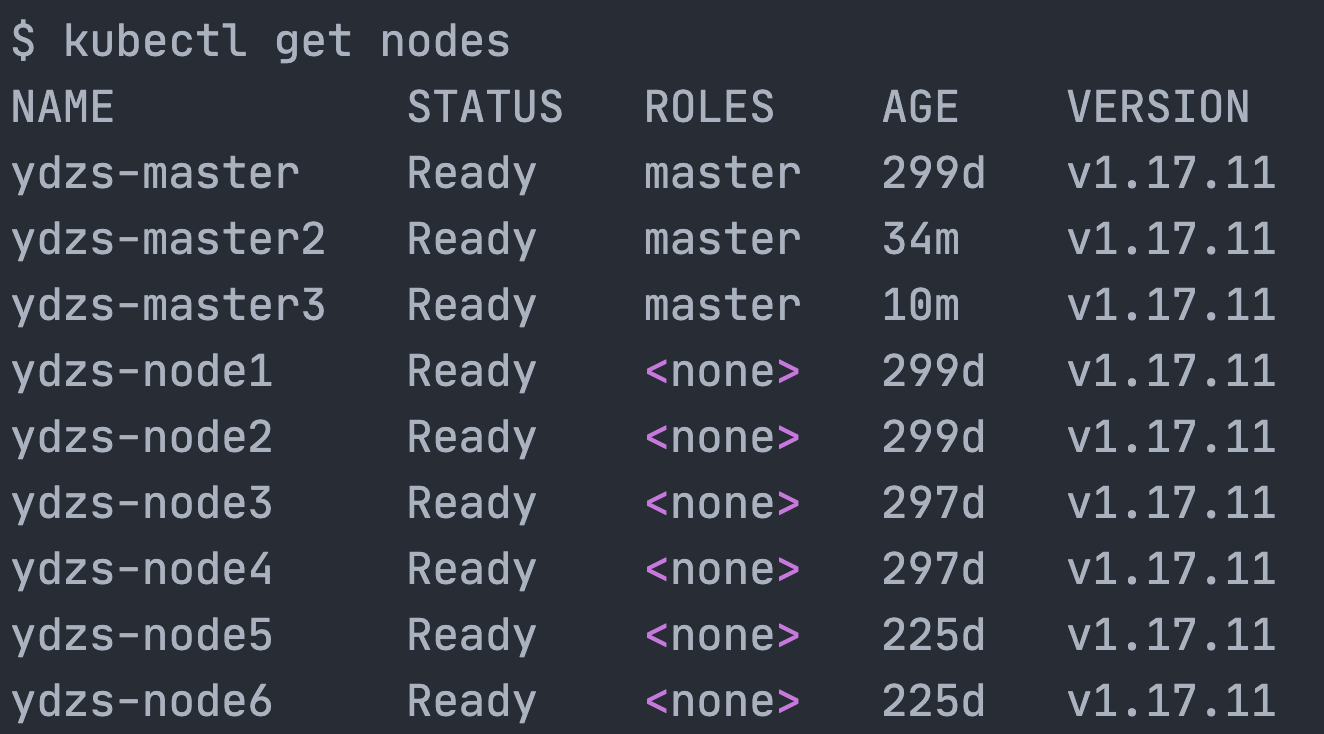 $ kubectl get nodes
NAME           STATUS   ROLES    AGE    VERSION
ydzs-master    Ready    master   299d   v1.17.11
ydzs-master2   Ready    master   34m    v1.17.11
ydzs-master3   Ready    master   10m    v1.17.11
ydzs-node1     Ready    <none>   299d   v1.17.11
ydzs-node2     Ready    <none>   299d   v1.17.11
ydzs-node3     Ready    <none>   297d   v1.17.11
ydzs-node4     Ready    <none>   297d   v1.17.11
ydzs-node5     Ready    <none>   225d   v1.17.11
ydzs-node6     Ready    <none>   225d   v1.17.11